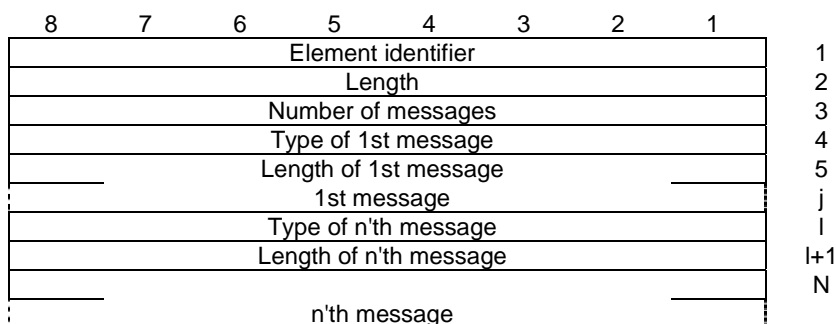 8 7 6 5 4 3 2 1
Element identifier 1
Length 2
Number of messages 3
Type of 1st message 4
Length of 1st message 5
1st message j
Type of n'th message l
Length of n'th message l+1
N
n'th message